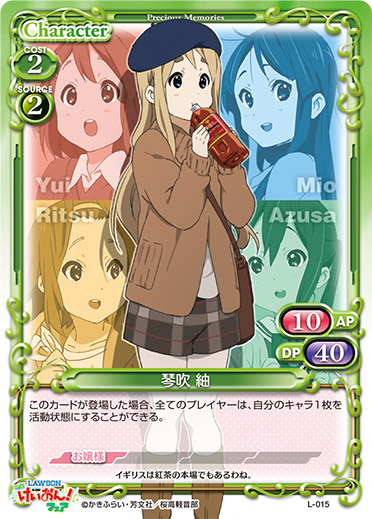 Precious Memories
Character
COST
2
SOURCE
2
Yui
Mio
Ritsu
Azusa
10 AP
DP 40
琴吹 紬
このカードが登場した場合、全てのプレイヤーは、自分のキャラ1枚を
活動状態にすることができる。
お嬢様
イギリスは紅茶の本場でもあるわね。
LAWSON
けいおん!
フェア
©かきふらい・芳文社/桜高軽音部
L-015